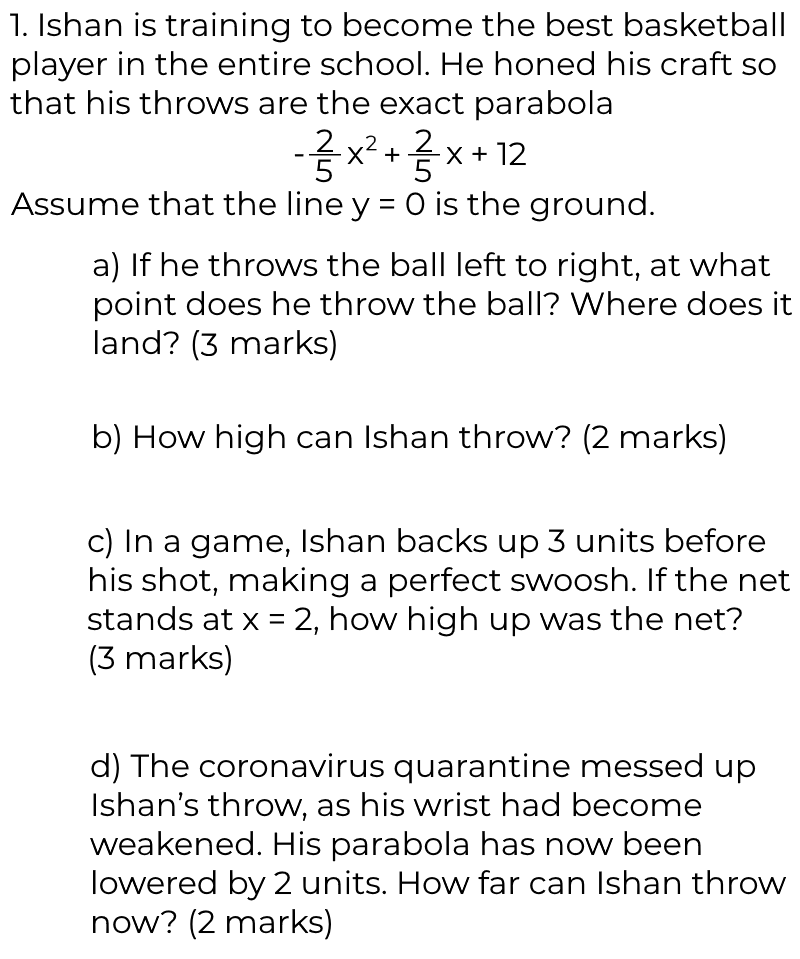 1. Ishan is training to become the best basketball
player in the entire school. He honed his craft so
that his throws are the exact parabola
-2/5 x² + 2/5 x + 12
Assume that the line y = 0 is the ground.
a) If he throws the ball left to right, at what
point does he throw the ball? Where does it
land? (3 marks)
b) How high can Ishan throw? (2 marks)
c) In a game, Ishan backs up 3 units before
his shot, making a perfect swoosh. If the net
stands at x = 2, how high up was the net?
(3 marks)
d) The coronavirus quarantine messed up
Ishan’s throw, as his wrist had become
weakened. His parabola has now been
lowered by 2 units. How far can Ishan throw
now? (2 marks)